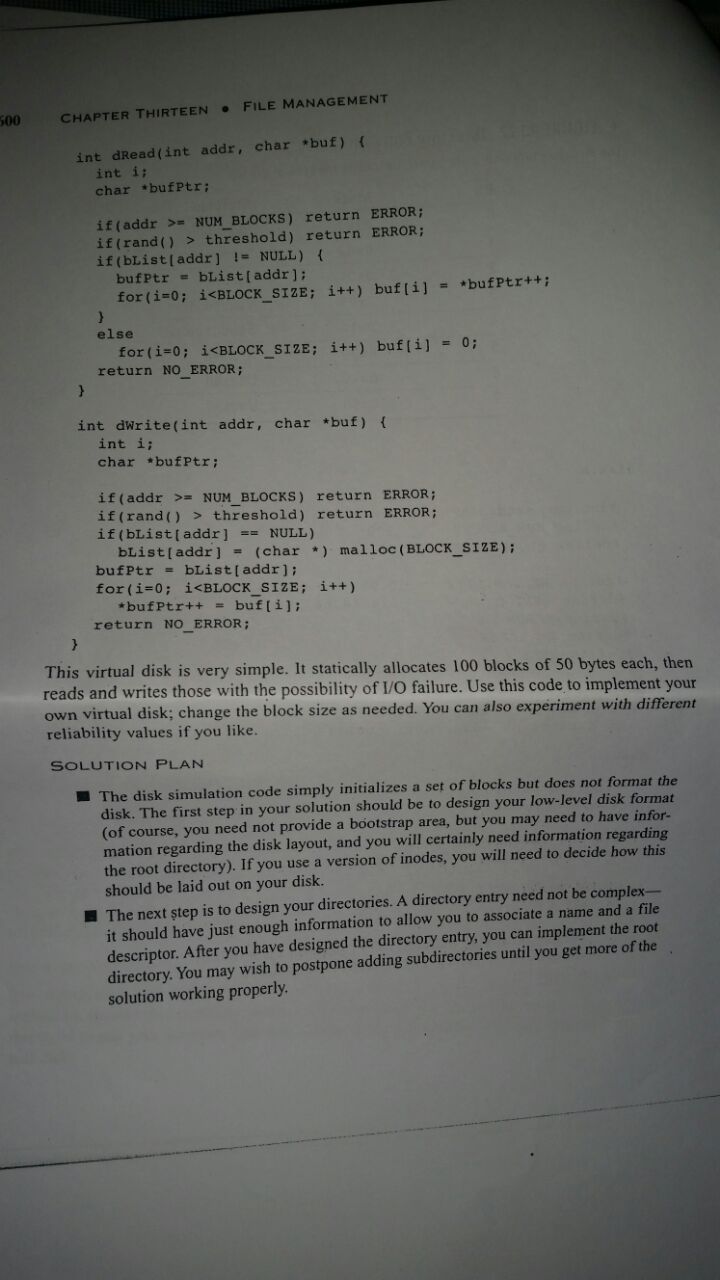 500 CHAPTER THIRTEEN • FILE MANAGEMENT
int dRead(int addr, char *buf) {
int i;
char *bufPtr;
if(addr >= NUM_BLOCKS) return ERROR;
if(rand() > threshold) return ERROR;
if(bList[addr] != NULL) {
bufPtr = bList[addr];
for(i=0; i<BLOCK_SIZE; i++) buf[i] = *bufPtr++;
}
else
for(i=0; i<BLOCK_SIZE; i++) buf[i] = 0;
return NO_ERROR;
}
int dWrite(int addr, char *buf) {
int i;
char *bufPtr;
if(addr >= NUM_BLOCKS) return ERROR;
if(rand() > threshold) return ERROR;
if(bList[addr] == NULL)
bList[addr] = (char *) malloc(BLOCK_SIZE);
bufPtr = bList[addr];
for(i=0; i<BLOCK_SIZE; i++)
*bufPtr++ = buf[i];
return NO_ERROR;
}
This virtual disk is very simple. It statically allocates 100 blocks of 50 bytes each, then
reads and writes those with the possibility of I/O failure. Use this code to implement your
own virtual disk; change the block size as needed. You can also experiment with different
reliability values if you like.
SOLUTION PLAN
■ The disk simulation code simply initializes a set of blocks but does not format the
disk. The first step in your solution should be to design your low-level disk format
(of course, you need not provide a bootstrap area, but you may need to have infor-
mation regarding the disk layout, and you will certainly need information regarding
the root directory). If you use a version of inodes, you will need to decide how this
should be laid out on your disk.
■ The next step is to design your directories. A directory entry need not be complex—
it should have just enough information to allow you to associate a name and a file
descriptor. After you have designed the directory entry, you can implement the root
directory. You may wish to postpone adding subdirectories until you get more of the
solution working properly.